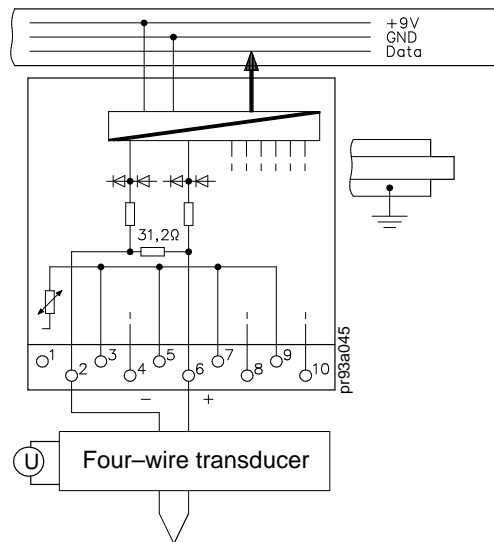 +9V
GND
Data
31,2Ω
1
2
3
4
5
6
7
8
9
10
− +
pr93a045
U
Four–wire transducer